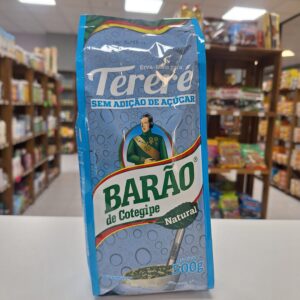 Tereré
SEM ADIÇÃO DE AÇÚCAR
BARÃO
de Cotegipe
Natural
500g